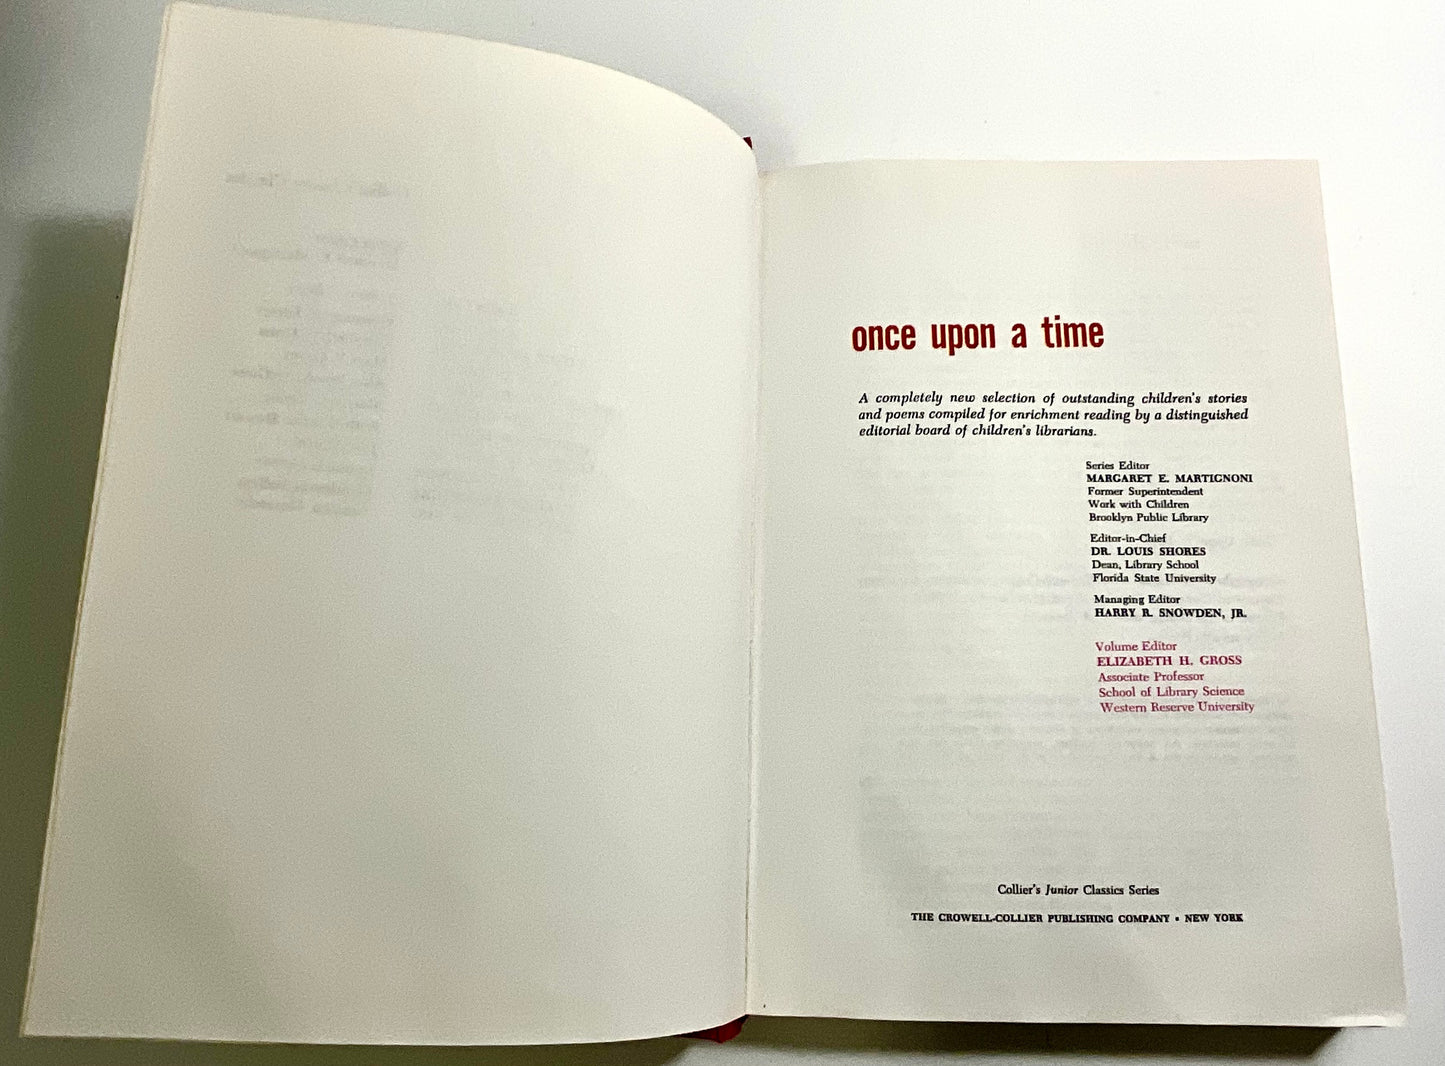 once upon a time
A completely new selection of outstanding children's stories
and poems compiled for enrichment reading by a distinguished
editorial board of children's librarians.
Series Editor
MARGARET E. MARTIGNONI
Former Superintendent
Work with Children
Brooklyn Public Library
Editor-in-Chief
DR. LOUIS SHORES
Dean, Library School
Florida State University
Managing Editor
HARRY R. SNOWDEN, JR.
Volume Editor
ELIZABETH H. GROSS
Associate Professor
School of Library Science
Western Reserve University
Collier's Junior Classics Series
THE CROWELL-COLLIER PUBLISHING COMPANY • NEW YORK